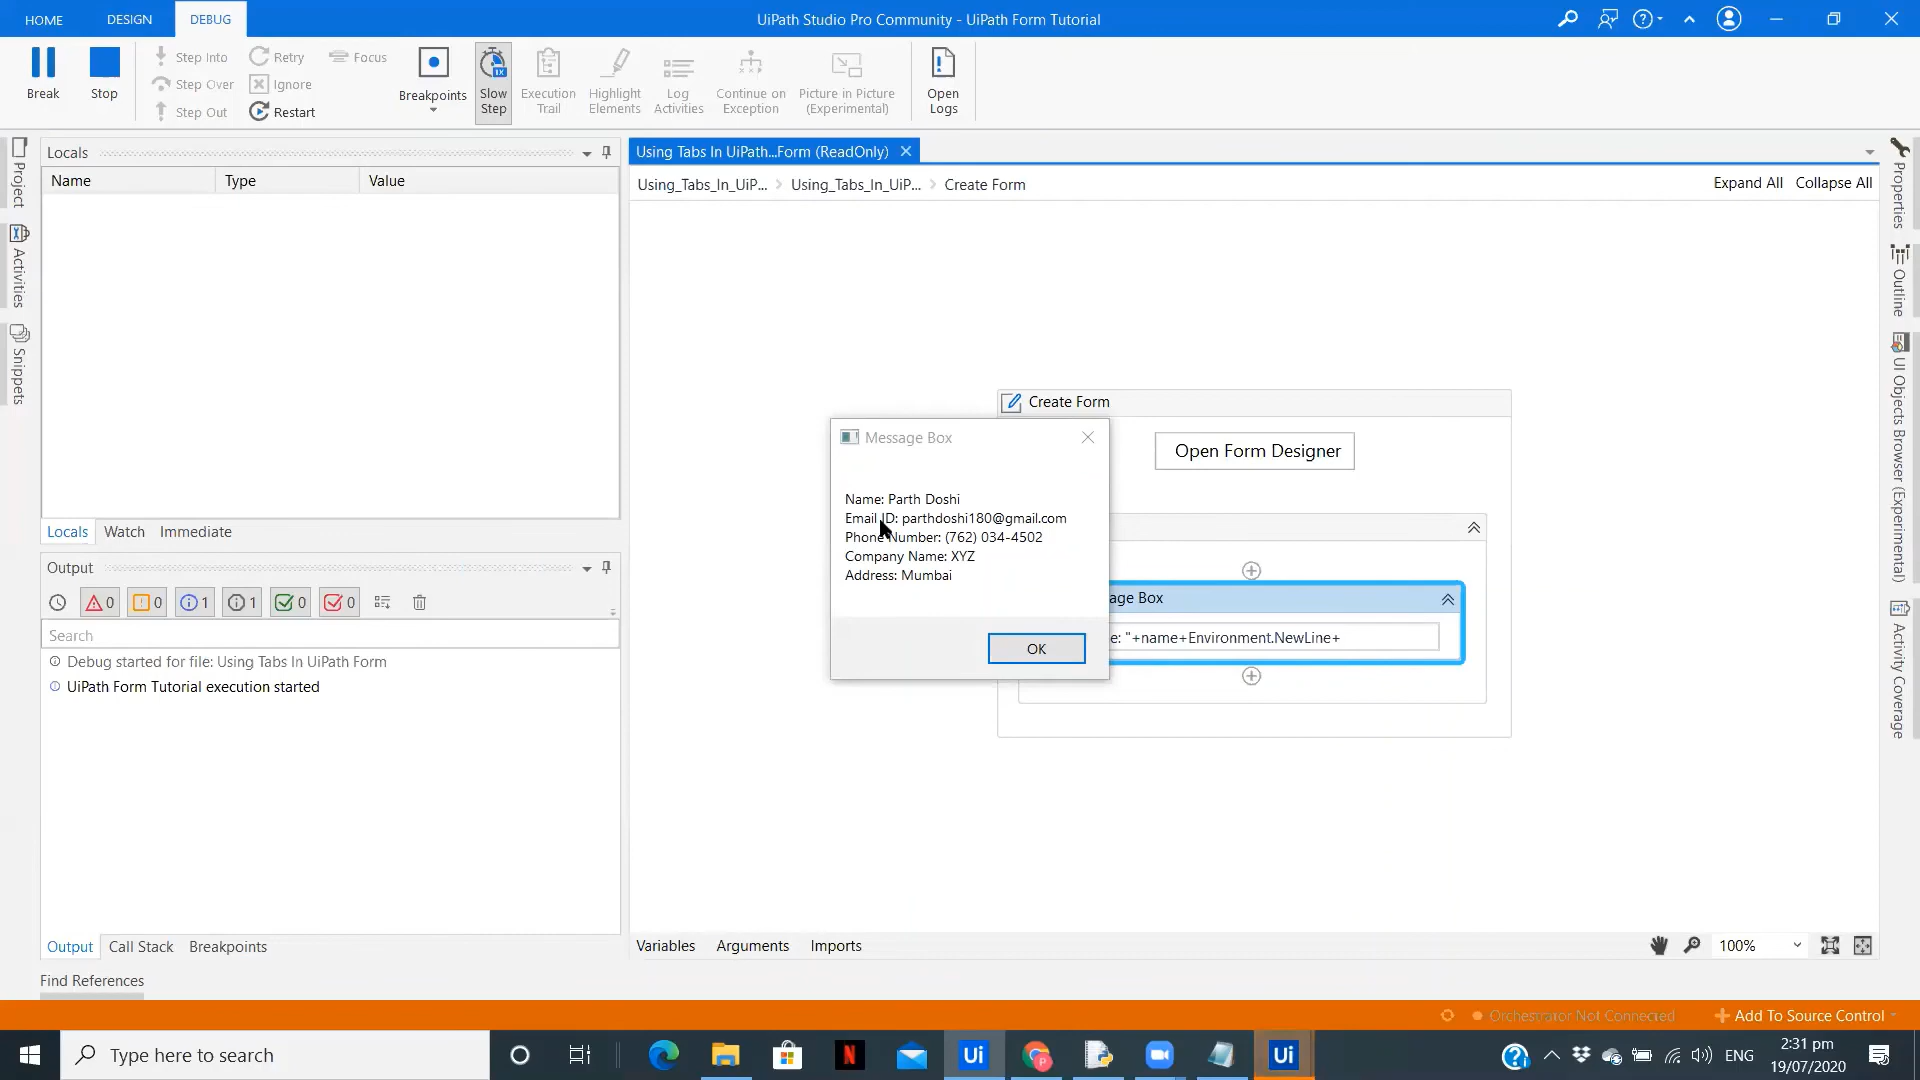 HOME
DESIGN
DEBUG
UiPath Studio Pro Community - UiPath Form Tutorial
Break
Stop
Step Into
Step Over
Step Out
Retry
Ignore
Restart
Focus
Breakpoints
Slow
Step
Execution
Trail
Highlight
Elements
Log
Activities
Continue on
Exception
Picture in Picture
(Experimental)
Open
Logs
Project
Activities
Snippets
Locals
Name
Type
Value
Locals
Watch
Immediate
Output
0
0
1
1
0
0
Search
Debug started for file: Using Tabs In UiPath Form
UiPath Form Tutorial execution started
Output
Call Stack
Breakpoints
Find References
Using Tabs In UiPath...Form (ReadOnly)
Using_Tabs_In_UiP...
Using_Tabs_In_UiP...
Create Form
Expand All
Collapse All
Create Form
Open Form Designer
Message Box
Name: Parth Doshi
Email ID: parthdoshi180@gmail.com
Phone Number: (762) 034-4502
Company Name: XYZ
Address: Mumbai
OK
age Box
e: "+name+Environment.NewLine+
Variables
Arguments
Imports
100%
Properties
Outline
UI Objects Browser (Experimental)
Activity Coverage
Orchestrator Not Connected
Add To Source Control
Type here to search
N
Ui
P
Ui
ENG
2:31 pm
19/07/2020